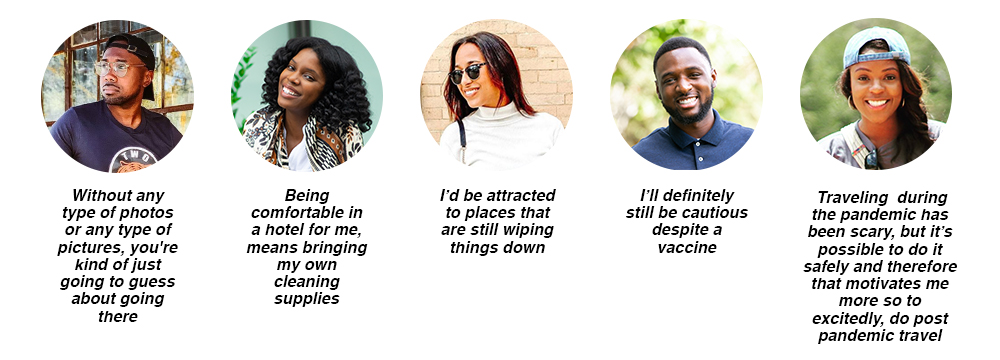 TWO
Without any
type of photos
or any type of
pictures, you're
kind of just
going to guess
about going
there
Being
comfortable in
a hotel for me,
means bringing
my own
cleaning
supplies
I'd be attracted
to places that
are still wiping
things down
I'll definitely
still be cautious
despite a
vaccine
Traveling  during
the pandemic has
been scary, but it's
possible to do it
safely and therefore
that motivates me
more so to
excitedly, do post
pandemic travel